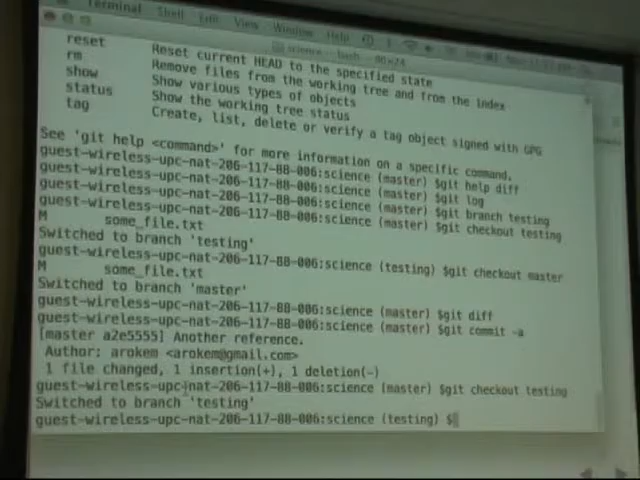 Terminal Shell Edit View Window Help
science — bash — 80×24
reset Reset current HEAD to the specified state
rm Remove files from the working tree and from the index
show Show various types of objects
status Show the working tree status
tag Create, list, delete or verify a tag object signed with GPG
See 'git help <command>' for more information on a specific command.
guest-wireless-upc-nat-206-117-88-006:science (master) $git help diff
guest-wireless-upc-nat-206-117-88-006:science (master) $git log
guest-wireless-upc-nat-206-117-88-006:science (master) $git branch testing
guest-wireless-upc-nat-206-117-88-006:science (master) $git checkout testing
M some_file.txt
Switched to branch 'testing'
guest-wireless-upc-nat-206-117-88-006:science (testing) $git checkout master
M some_file.txt
Switched to branch 'master'
guest-wireless-upc-nat-206-117-88-006:science (master) $git diff
guest-wireless-upc-nat-206-117-88-006:science (master) $git commit -a
[master a2e5555] Another reference.
Author: arokem <arokem@gmail.com>
1 file changed, 1 insertion(+), 1 deletion(-)
guest-wireless-upc-nat-206-117-88-006:science (master) $git checkout testing
Switched to branch 'testing'
guest-wireless-upc-nat-206-117-88-006:science (testing) $